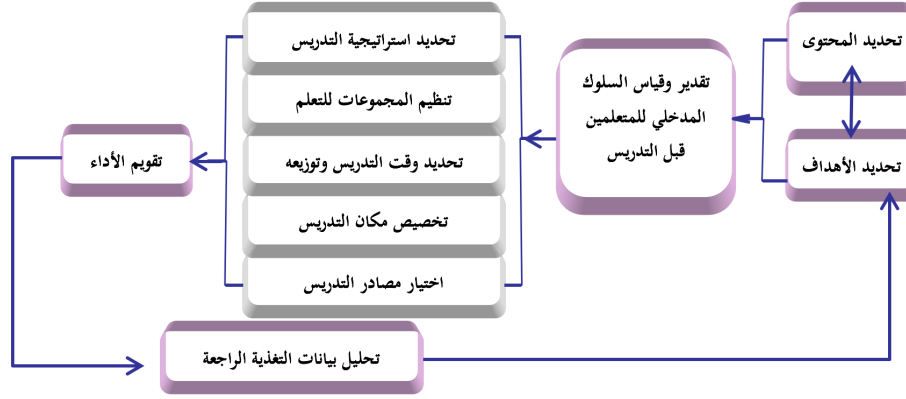 تحديد المحتوى
تحديد الأهداف
تقدير وقياس السلوك
المدخلي للمتعلمين
قبل التدريس
تحديد استراتيجية التدريس
تنظيم المجموعات للتعلم
تحديد وقت التدريس وتوزيعه
تخصيص مكان التدريس
اختيار مصادر التدريس
تقويم الأداء
تحليل بيانات التغذية الراجعة